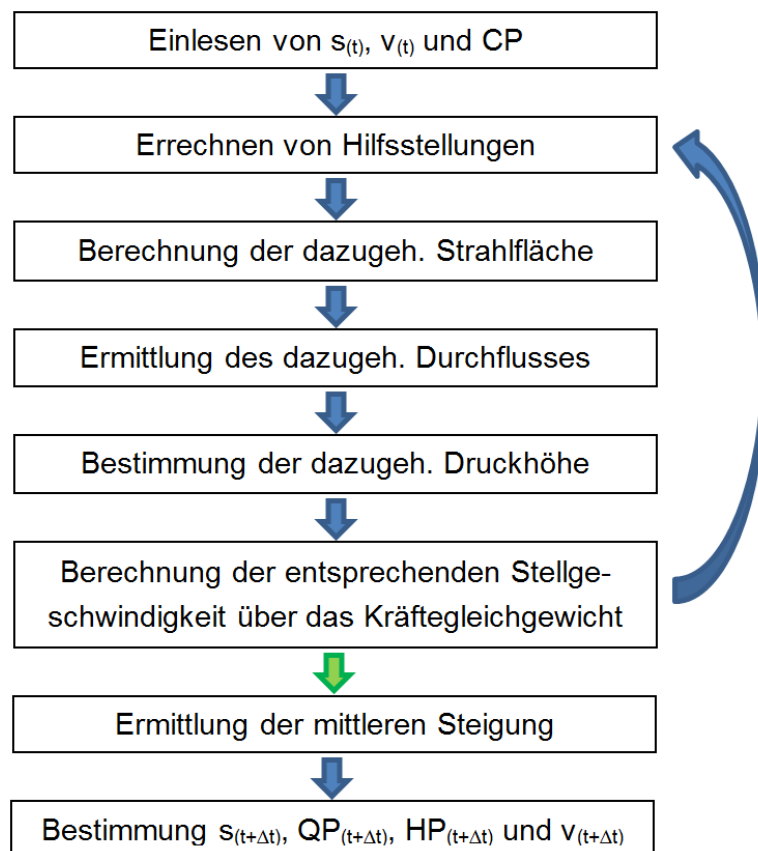 Einlesen von s(t), v(t) und CP
Errechnen von Hilfsstellungen
Berechnung der dazugeh. Strahlfläche
Ermittlung des dazugeh. Durchflusses
Bestimmung der dazugeh. Druckhöhe
Berechnung der entsprechenden Stellge-
schwindigkeit über das Kräftegleichgewicht
Ermittlung der mittleren Steigung
Bestimmung s(t+Δt), QP(t+Δt), HP(t+Δt) und v(t+Δt)